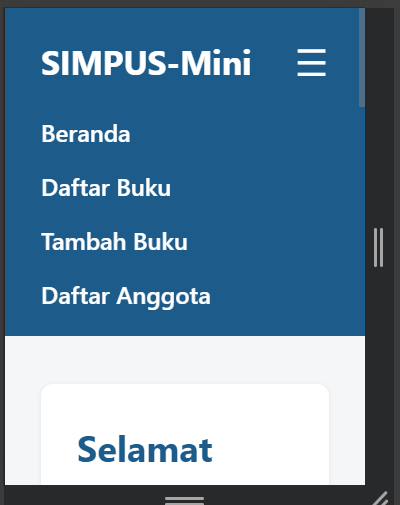 SIMPUS-Mini ☰
Beranda
Daftar Buku
Tambah Buku
Daftar Anggota
Selamat